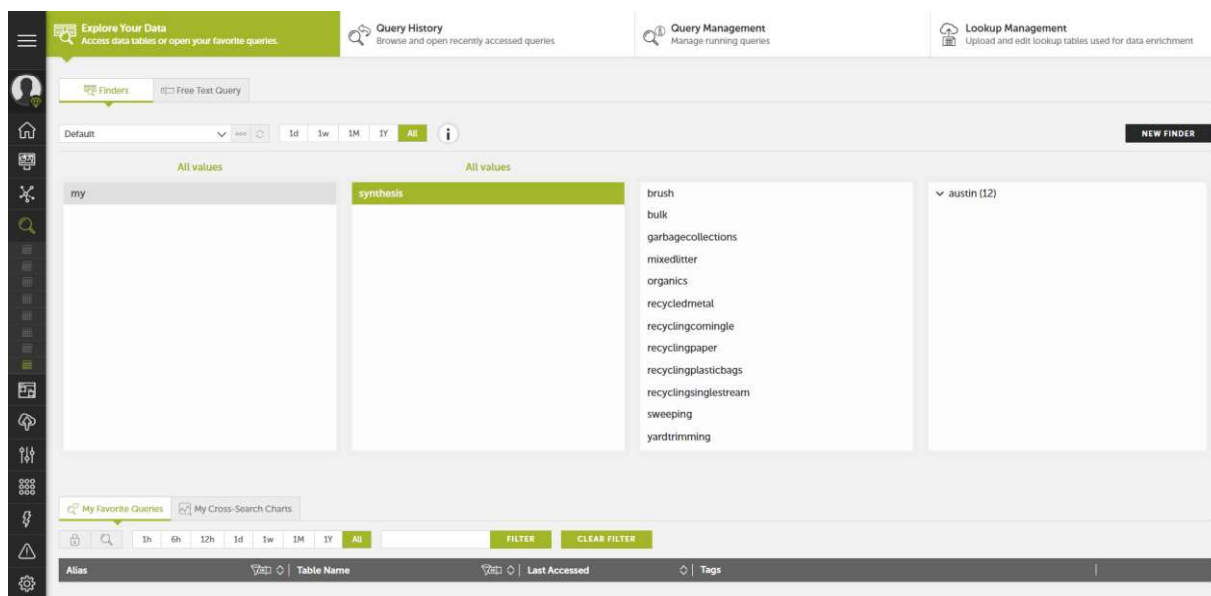 Explore Your Data
Access data tables or open your favorite queries.
Query History
Browse and open recently accessed queries
Query Management
Manage running queries
Lookup Management
Upload and edit lookup tables used for data enrichment
Finders
Free Text Query
Default
1d 1w 1M 1Y All
i
NEW FINDER
All values
All values
my
synthesis
brush
bulk
garbagecollections
mixedlitter
organics
recycledmetal
recyclingcomingle
recyclingpaper
recyclingplasticbags
recyclingsinglestream
sweeping
yardtrimming
austin (12)
My Favorite Queries
My Cross-Search Charts
1h 6h 12h 1d 1w 1M 1Y All
FILTER
CLEAR FILTER
Alias
Table Name
Last Accessed
Tags